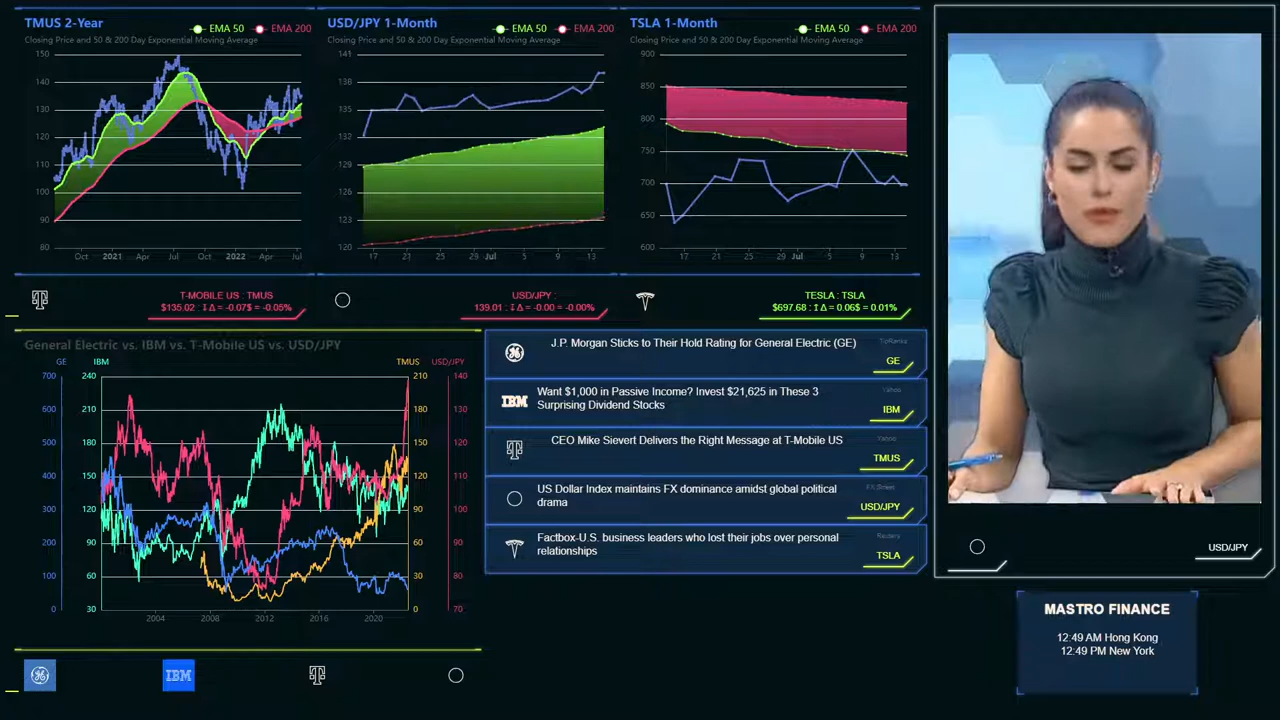 TMUS 2-Year
EMA 50 EMA 200
Closing Price and 50 & 200 Day Exponential Moving Average
150
140
130
120
110
100
90
80
Oct 2021 Apr Jul Oct 2022 Apr Jul
USD/JPY 1-Month
EMA 50 EMA 200
Closing Price and 50 & 200 Day Exponential Moving Average
141
138
135
132
129
126
123
120
17 21 25 29 Jul 5 9 13
TSLA 1-Month
EMA 50 EMA 200
Closing Price and 50 & 200 Day Exponential Moving Average
900
850
800
750
700
650
600
17 21 25 29 Jul 5 9 13
T-MOBILE US : TMUS
$135.02 : ↕ Δ = -0.07$ = -0.05%
USD/JPY :
139.01 : ↕ Δ = -0.00 = -0.00%
TESLA : TSLA
$697.68 : ↕ Δ = 0.06$ = 0.01%
General Electric vs. IBM vs. T-Mobile US vs. USD/JPY
GE IBM TMUS USD/JPY
700 240 210 140
600 210 180 130
500 180 150 120
400 150 120 110
300 120 90 100
200 90 60 90
100 60 30 80
0 30 0 70
2004 2008 2012 2016 2020
IBM
J.P. Morgan Sticks to Their Hold Rating for General Electric (GE)
TipRanks
GE
IBM
Want $1,000 in Passive Income? Invest $21,625 in These 3
Surprising Dividend Stocks
Yahoo
IBM
CEO Mike Sievert Delivers the Right Message at T-Mobile US
Yahoo
TMUS
US Dollar Index maintains FX dominance amidst global political
drama
FX Street
USD/JPY
Factbox-U.S. business leaders who lost their jobs over personal
relationships
Reuters
TSLA
USD/JPY
MASTRO FINANCE
12:49 AM Hong Kong
12:49 PM New York